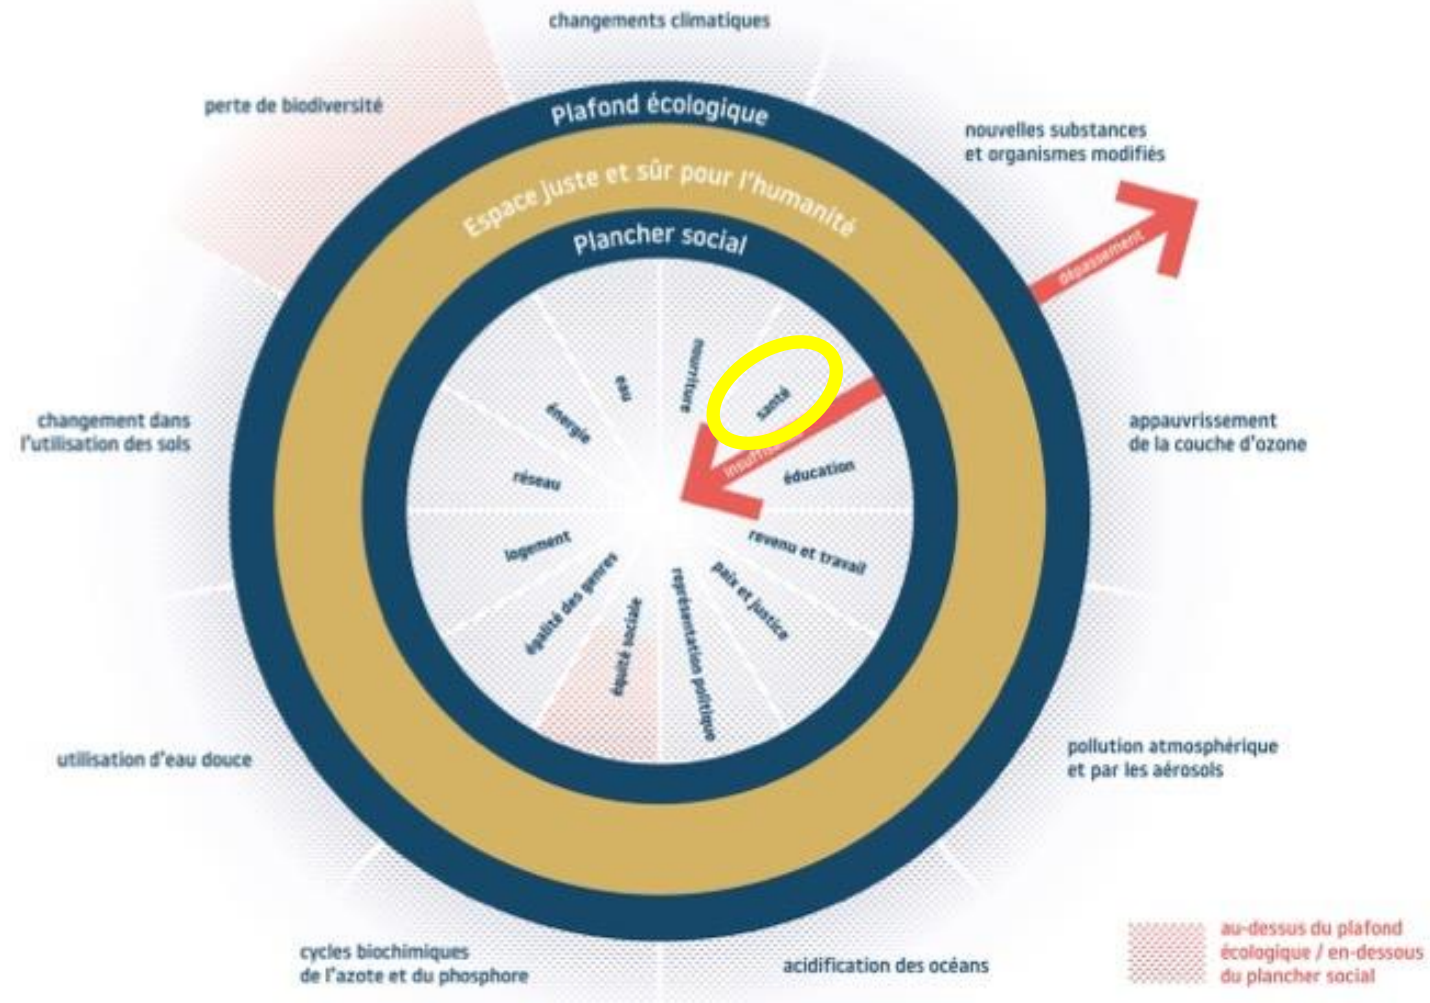 changements climatiques
perte de biodiversité
Plafond écologique
nouvelles substances
et organismes modifiés
Espace juste et sûr pour l'humanité
Plancher social
dépassement
nourriture
santé
eau
énergie
changement dans
l'utilisation des sols
appauvrissement
de la couche d'ozone
réseau
éducation
logement
revenu et travail
égalité des genres
paix et justice
équité sociale
représentation politique
utilisation d'eau douce
pollution atmosphérique
et par les aérosols
cycles biochimiques
de l'azote et du phosphore
acidification des océans
au-dessus du plafond
écologique / en-dessous
du plancher social